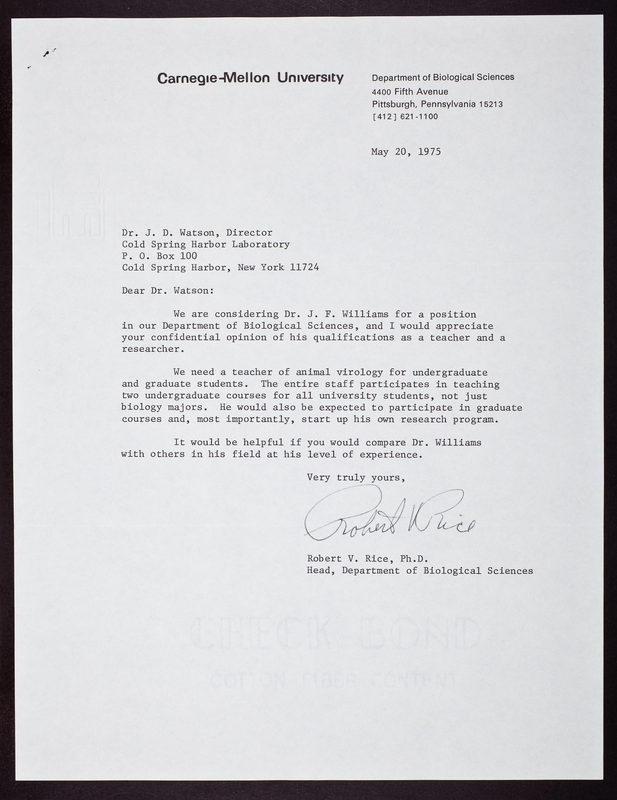 Carnegie-Mellon University
Department of Biological Sciences
4400 Fifth Avenue
Pittsburgh, Pennsylvania 15213
[412] 621-1100
May 20, 1975
Dr. J. D. Watson, Director
Cold Spring Harbor Laboratory
P. O. Box 100
Cold Spring Harbor, New York 11724
Dear Dr. Watson:
We are considering Dr. J. F. Williams for a position
in our Department of Biological Sciences, and I would appreciate
your confidential opinion of his qualifications as a teacher and a
researcher.
We need a teacher of animal virology for undergraduate
and graduate students. The entire staff participates in teaching
two undergraduate courses for all university students, not just
biology majors. He would also be expected to participate in graduate
courses and, most importantly, start up his own research program.
It would be helpful if you would compare Dr. Williams
with others in his field at his level of experience.
Very truly yours,
Robert V Rice
Robert V. Rice, Ph.D.
Head, Department of Biological Sciences
CHECK BOND
COTTON FIBER CONTENT